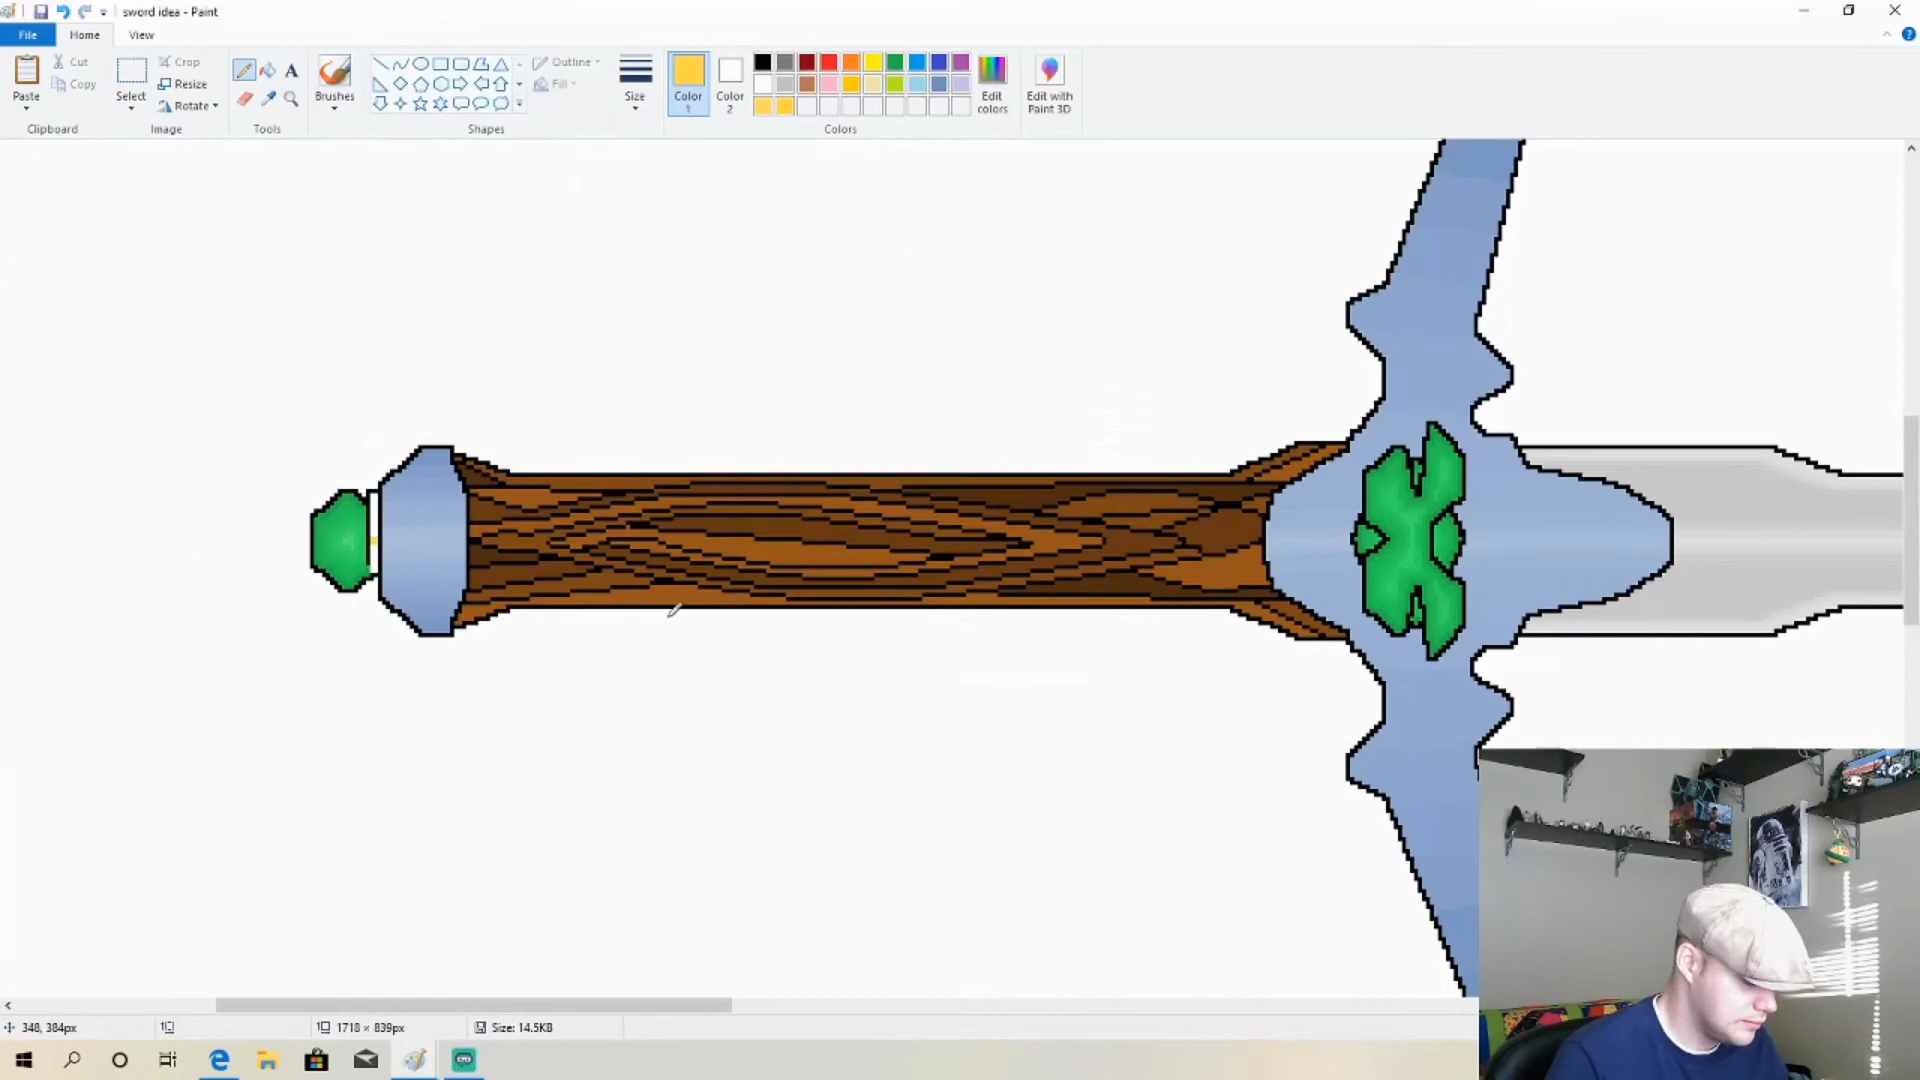 sword idea - Paint
File Home View
Paste
Cut
Copy
Clipboard
Select
Crop
Resize
Rotate
Image
A
Tools
Brushes
Outline
Fill
Shapes
Size
Color 1
Color 2
Edit colors
Colors
Edit with Paint 3D
348, 384px
1718 × 839px
Size: 14.5KB